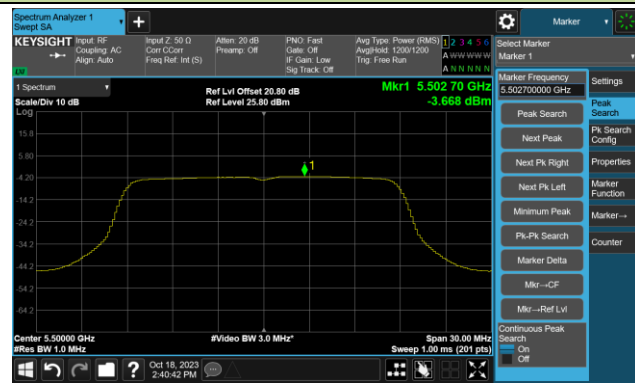 Spectrum Analyzer 1
Swept SA
Marker
KEYSIGHT
Input: RF
Coupling: AC
Align: Auto
Input Z: 50 Ω
Corr CCorr
Freq Ref: Int (S)
Atten: 20 dB
Preamp: Off
PNO: Fast
Gate: Off
IF Gain: Low
Sig Track: Off
Avg Type: Power (RMS)
Avg|Hold: 1200/1200
Trig: Free Run
1 2 3 4 5 6
A W W W W W
A N N N N N
LW
Select Marker
Marker 1
1 Spectrum
Scale/Div 10 dB
Log
Ref Lvl Offset 20.80 dB
Ref Level 25.80 dBm
Mkr1 5.502 70 GHz
-3.668 dBm
15.8
5.80
-4.20
-14.2
-24.2
-34.2
-44.2
-54.2
-64.2
1
Center 5.50000 GHz
#Res BW 1.0 MHz
#Video BW 3.0 MHz*
Span 30.00 MHz
Sweep 1.00 ms (201 pts)
Marker Frequency
5.502700000 GHz
Peak Search
Next Peak
Next Pk Right
Next Pk Left
Minimum Peak
Pk-Pk Search
Marker Delta
Mkr→CF
Mkr→Ref Lvl
Continuous Peak
Search
On
Off
Settings
Peak
Search
Pk Search
Config
Properties
Marker
Function
Marker→
Counter
Oct 18, 2023
2:40:42 PM